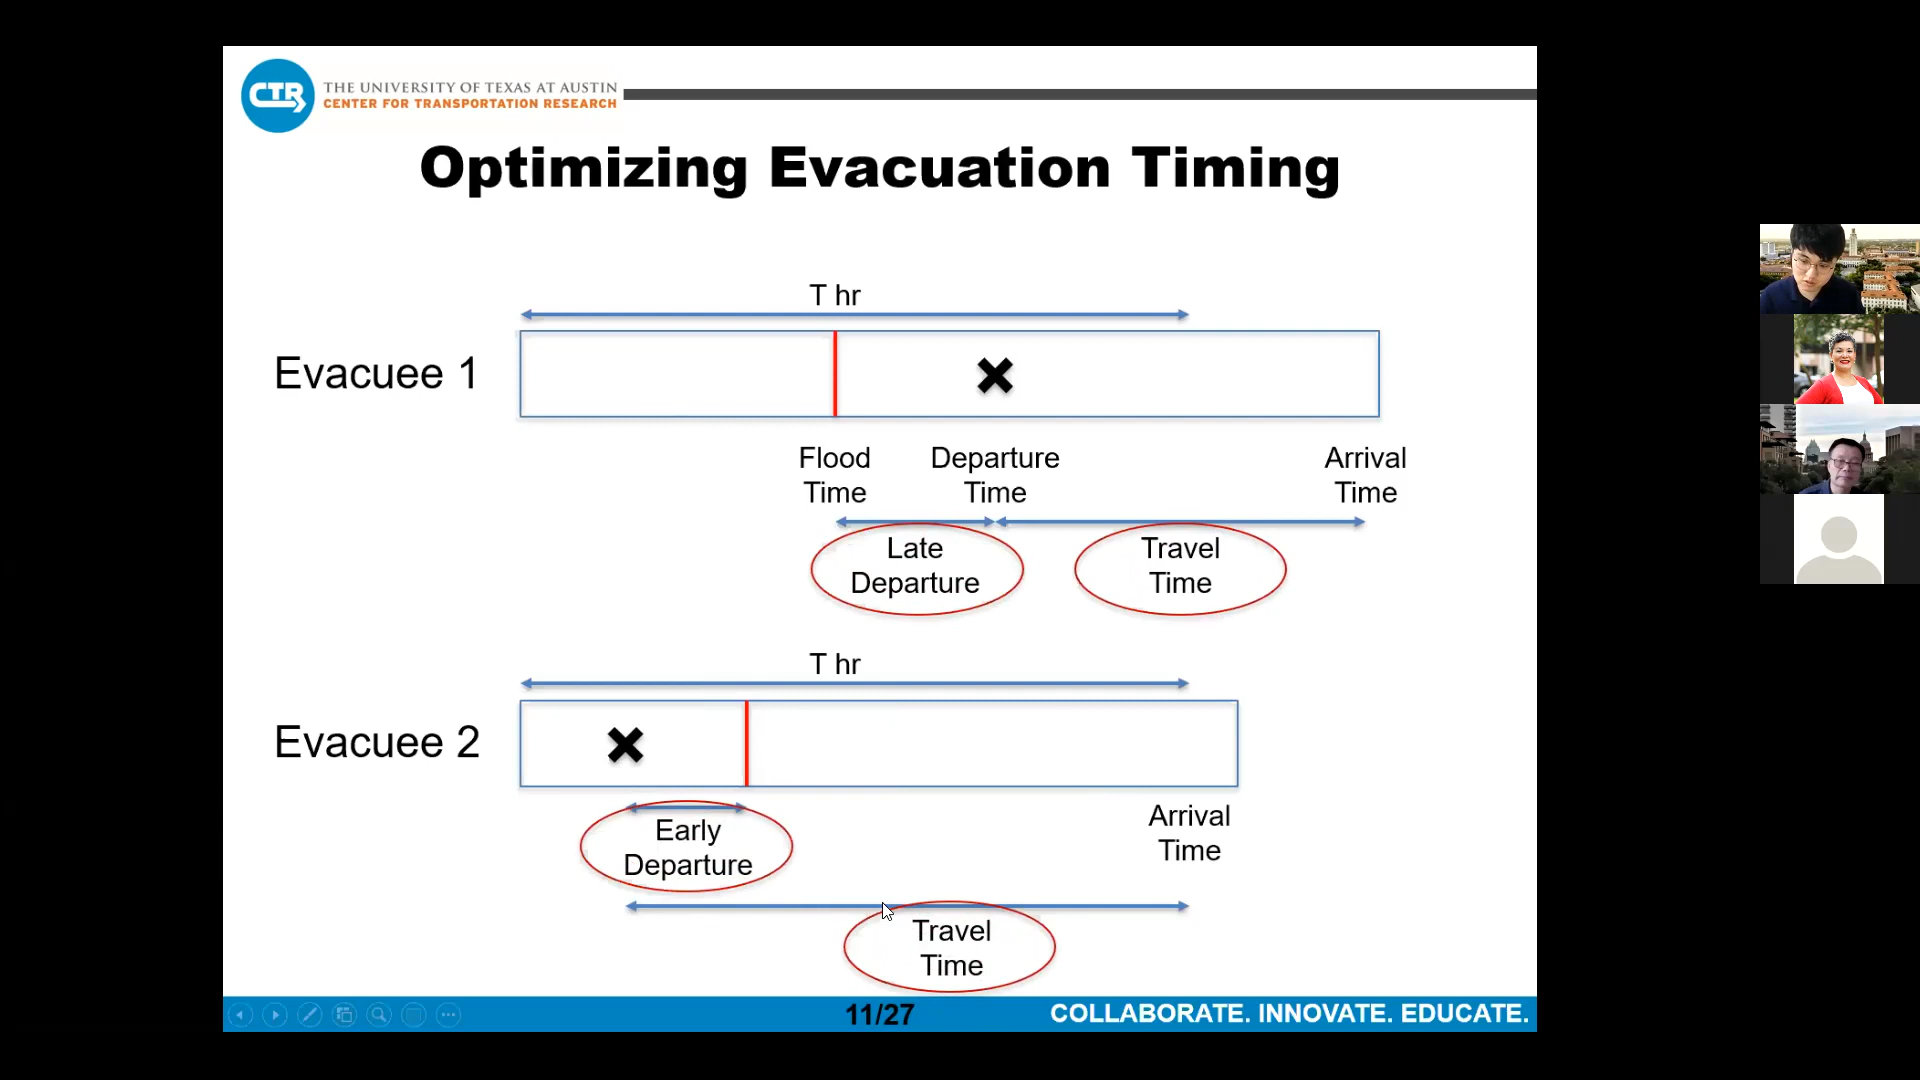 CTR
THE UNIVERSITY OF TEXAS AT AUSTIN
CENTER FOR TRANSPORTATION RESEARCH
Optimizing Evacuation Timing
T hr
Evacuee 1
Flood
Time
Departure
Time
Arrival
Time
Late
Departure
Travel
Time
T hr
Evacuee 2
Early
Departure
Arrival
Time
Travel
Time
11/27
COLLABORATE. INNOVATE. EDUCATE.